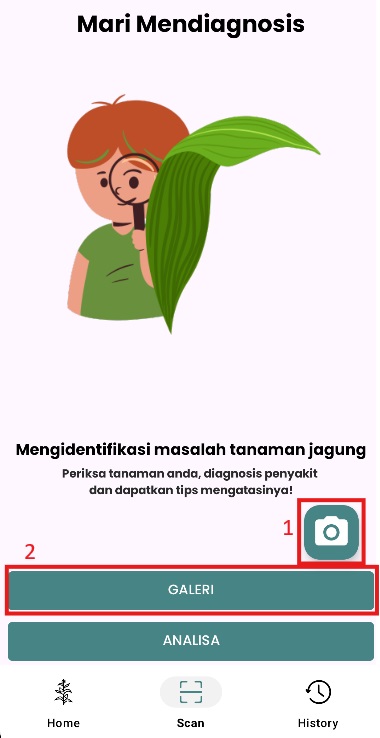 Mari Mendiagnosis
Mengidentifikasi masalah tanaman jagung
Periksa tanaman anda, diagnosis penyakit
dan dapatkan tips mengatasinya!
1
2
GALERI
ANALISA
Home
Scan
History